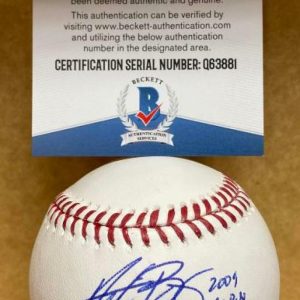 been deemed authentic and genuine.
This authentication can be verified by
visiting www.beckett-authentication.com
and utilizing the below authentication
number in the designated area.
CERTIFICATION SERIAL NUMBER: Q63881
BECKETT
B
AUTHENTICATION
SERVICES
2009